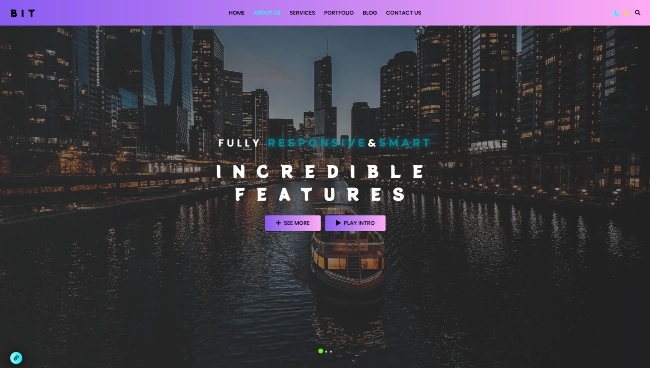 BIT
HOME ABOUT US SERVICES PORTFOLIO BLOG CONTACT US
FULLY RESPONSIVE & SMART
INCREDIBLE
FEATURES
SEE MORE PLAY INTRO